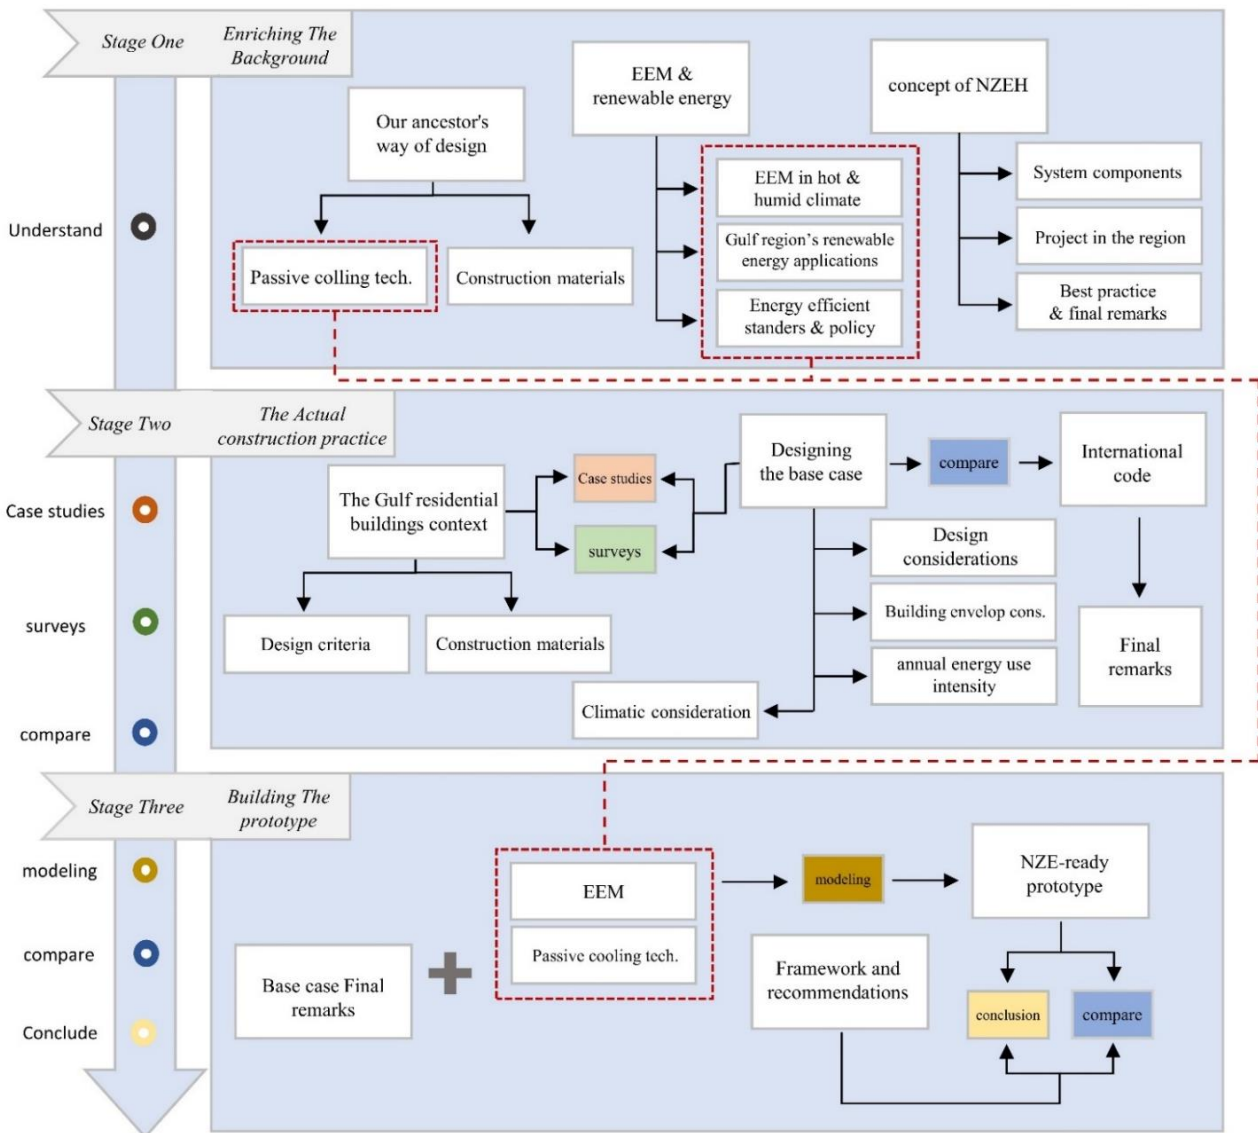 Stage One
Enriching The
Background
Understand
Our ancestor's
way of design
Passive colling tech.
Construction materials
EEM &
renewable energy
EEM in hot &
humid climate
Gulf region's renewable
energy applications
Energy efficient
standers & policy
concept of NZEH
System components
Project in the region
Best practice
& final remarks
Stage Two
The Actual
construction practice
Case studies
surveys
compare
The Gulf residential
buildings context
Design criteria
Construction materials
Case studies
surveys
Designing
the base case
compare
International
code
Design
considerations
Building envelop cons.
annual energy use
intensity
Climatic consideration
Final
remarks
Stage Three
Building The
prototype
modeling
compare
Conclude
Base case Final
remarks
EEM
Passive cooling tech.
modeling
NZE-ready
prototype
Framework and
recommendations
conclusion
compare